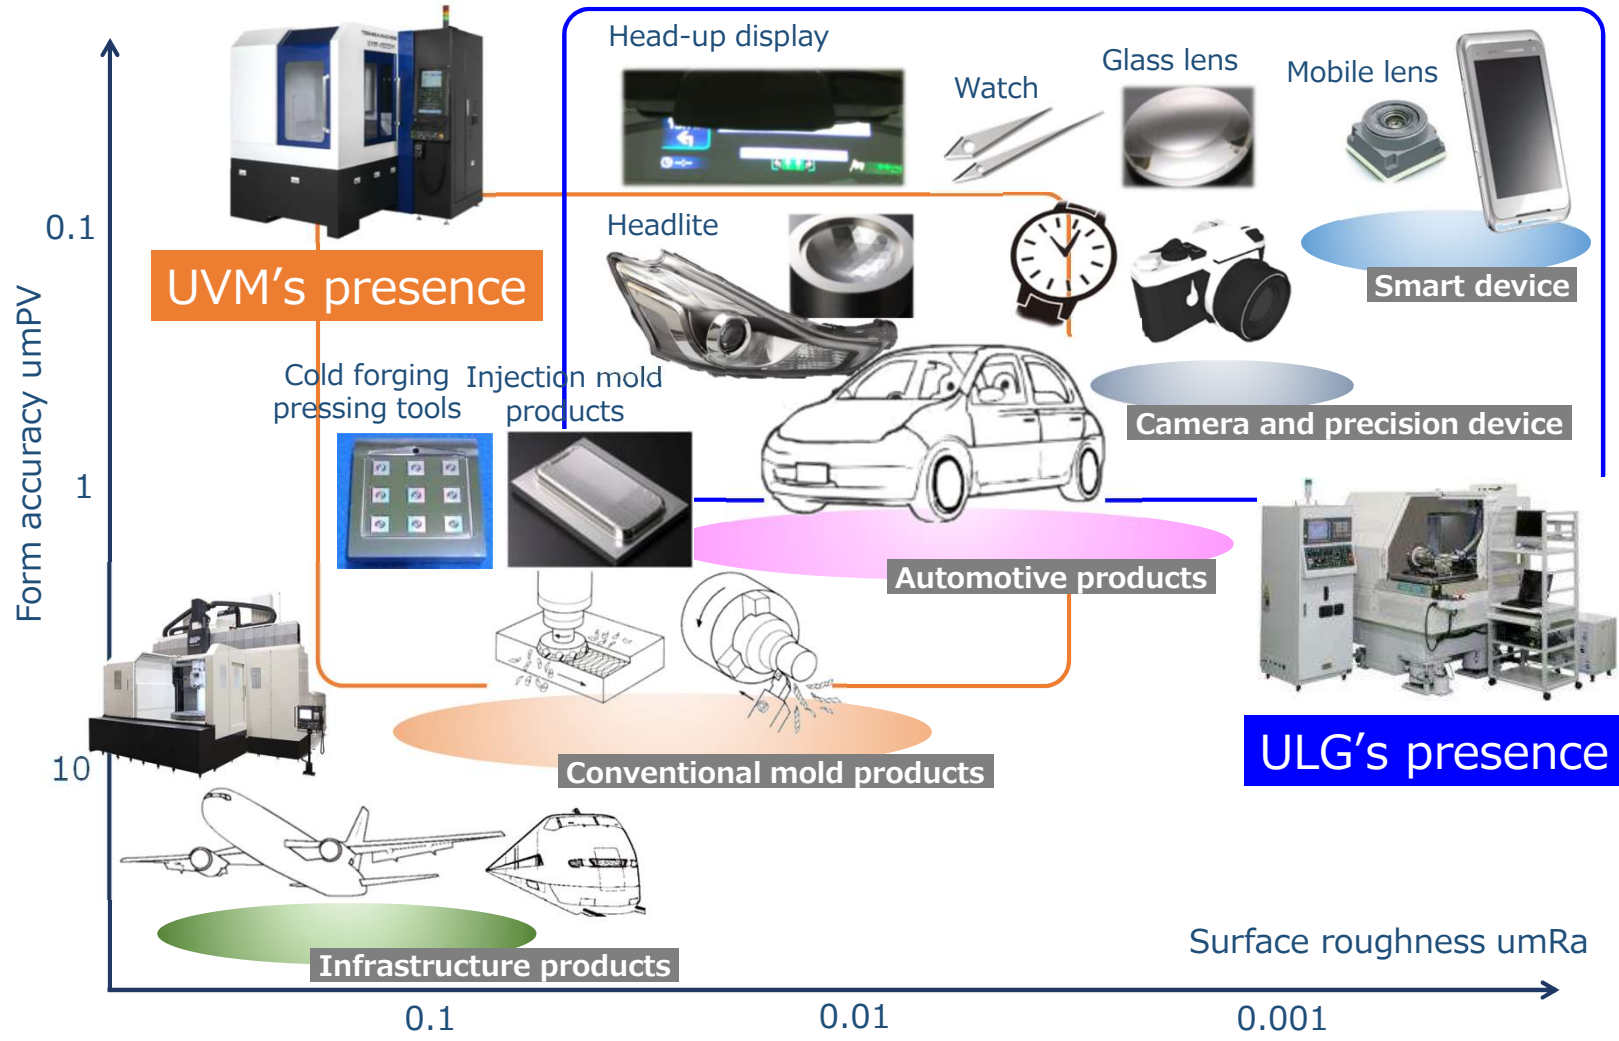 Head-up display
Watch
Glass lens
Mobile lens
0.1
UVM's presence
Headlite
Smart device
Form accuracy umPV
Cold forging
pressing tools
Injection mold
products
Camera and precision device
1
Automotive products
10
Conventional mold products
ULG's presence
Infrastructure products
Surface roughness umRa
0.1
0.01
0.001